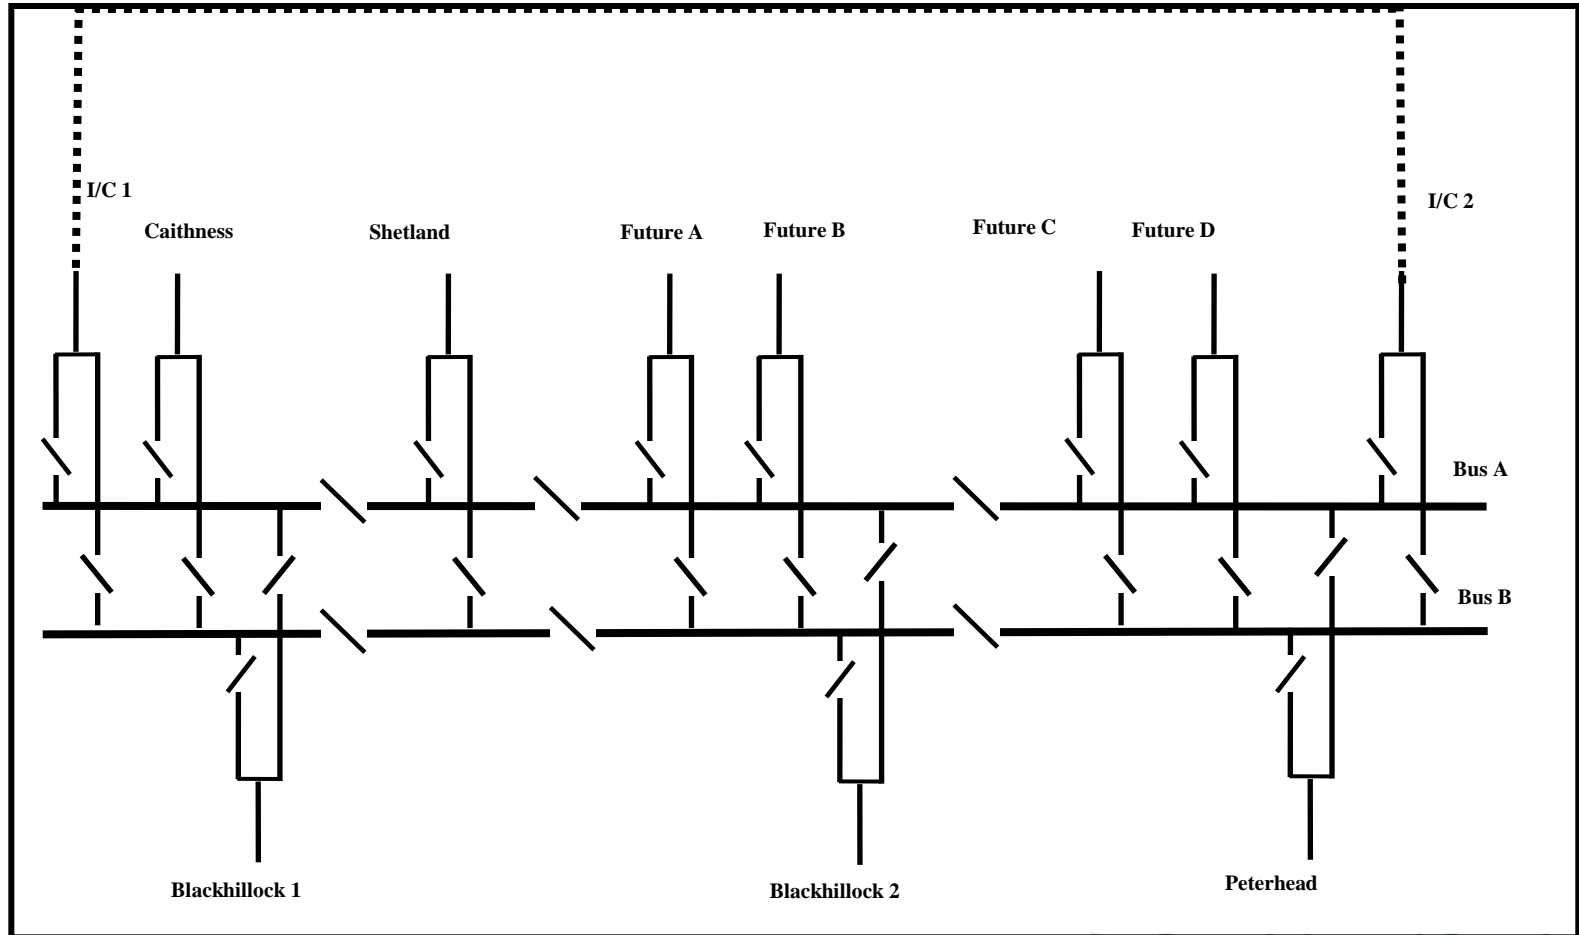 I/C 1
I/C 2
Caithness
Shetland
Future A
Future B
Future C
Future D
Bus A
Bus B
Blackhillock 1
Blackhillock 2
Peterhead